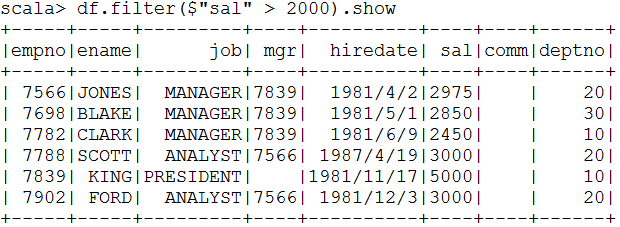 scala> df.filter($"sal" > 2000).show
+-----+-----+---------+----+----------+----+----+------+
|empno|ename|      job| mgr|  hiredate| sal|comm|deptno|
+-----+-----+---------+----+----------+----+----+------+
| 7566|JONES|  MANAGER|7839|  1981/4/2|2975|    |    20|
| 7698|BLAKE|  MANAGER|7839|  1981/5/1|2850|    |    30|
| 7782|CLARK|  MANAGER|7839|  1981/6/9|2450|    |    10|
| 7788|SCOTT|  ANALYST|7566| 1987/4/19|3000|    |    20|
| 7839| KING|PRESIDENT|    |1981/11/17|5000|    |    10|
| 7902| FORD|  ANALYST|7566| 1981/12/3|3000|    |    20|
+-----+-----+---------+----+----------+----+----+------+